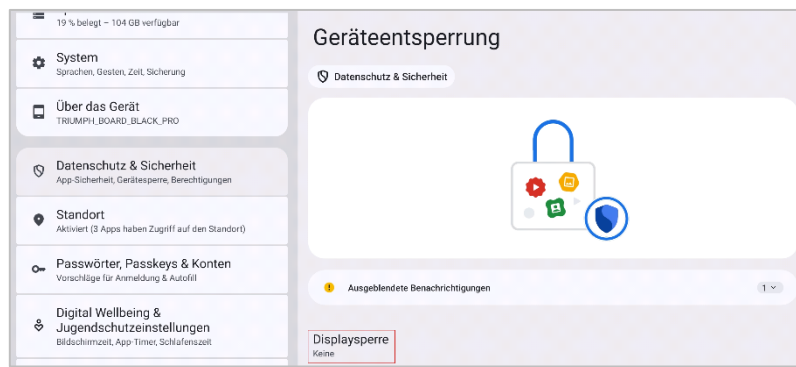 19 % belegt – 104 GB verfügbar
System
Sprachen, Gesten, Zeit, Sicherung
Über das Gerät
TRIUMPH_BOARD_BLACK_PRO
Datenschutz & Sicherheit
App-Sicherheit, Gerätesperre, Berechtigungen
Standort
Aktiviert (3 Apps haben Zugriff auf den Standort)
Passwörter, Passkeys & Konten
Vorschläge für Anmeldung & Autofill
Digital Wellbeing &
Jugendschutzeinstellungen
Bildschirmzeit, App-Timer, Schlafenszeit
Geräteentsperrung
Datenschutz & Sicherheit
Ausgeblendete Benachrichtigungen
1
Displaysperre
Keine